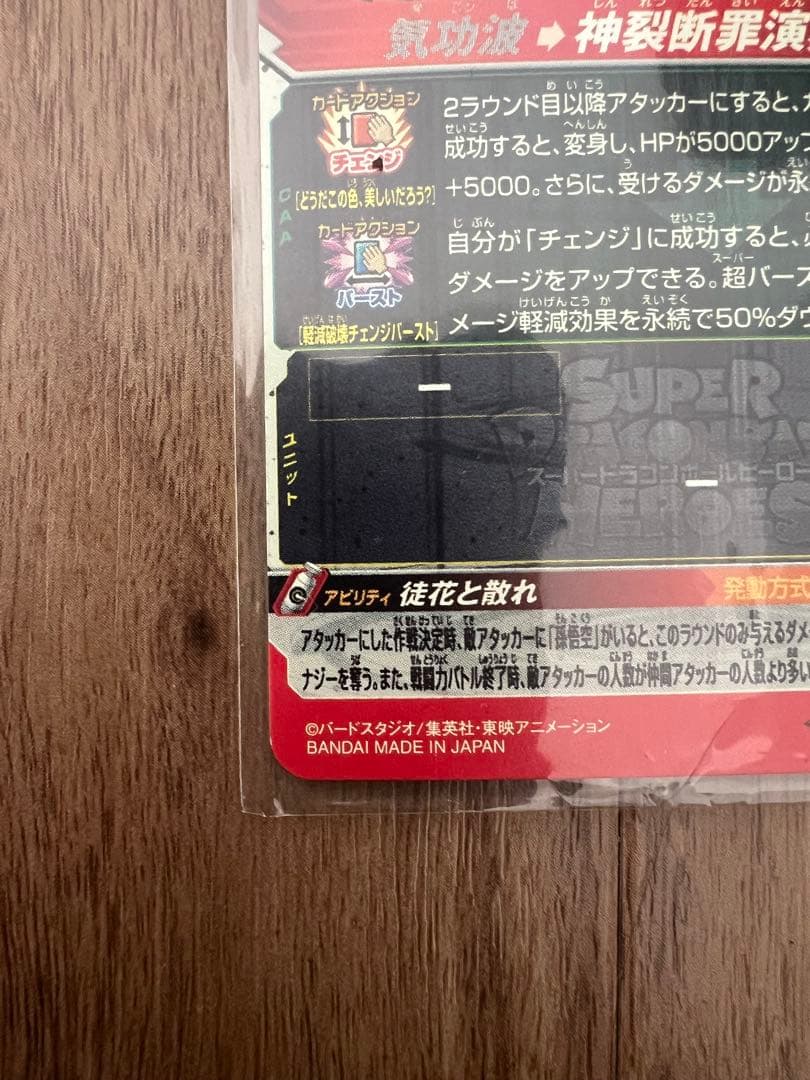 気功波➡神裂断罪演
カードアクション
チェンジ
[どうだこの色、美しいだろう?]
2ラウンド目以降アタッカーにすると、
成功すると、変身し、HPが5000アップ
+5000。さらに、受けるダメージが永
CAA
カードアクション
バースト
[軽減破壊チェンジバースト]
自分が「チェンジ」に成功すると、
ダメージをアップできる。超バース
メージ軽減効果を永続で50%ダウ
ユニット
ー
ー
SUPER
DRAGON BA
スーパードラゴンボールヒーロ
HEROES
アビリティ 徒花と散れ
発動方式
アタッカーにした作戦決定時、敵アタッカーに「孫悟空」がいると、このラウンドのみ与えるダメ
ナジーを奪う。また、戦闘力バトル終了時、敵アタッカーの人数が仲間アタッカーの人数より多い
©バードスタジオ/集英社・東映アニメーション
BANDAI MADE IN JAPAN